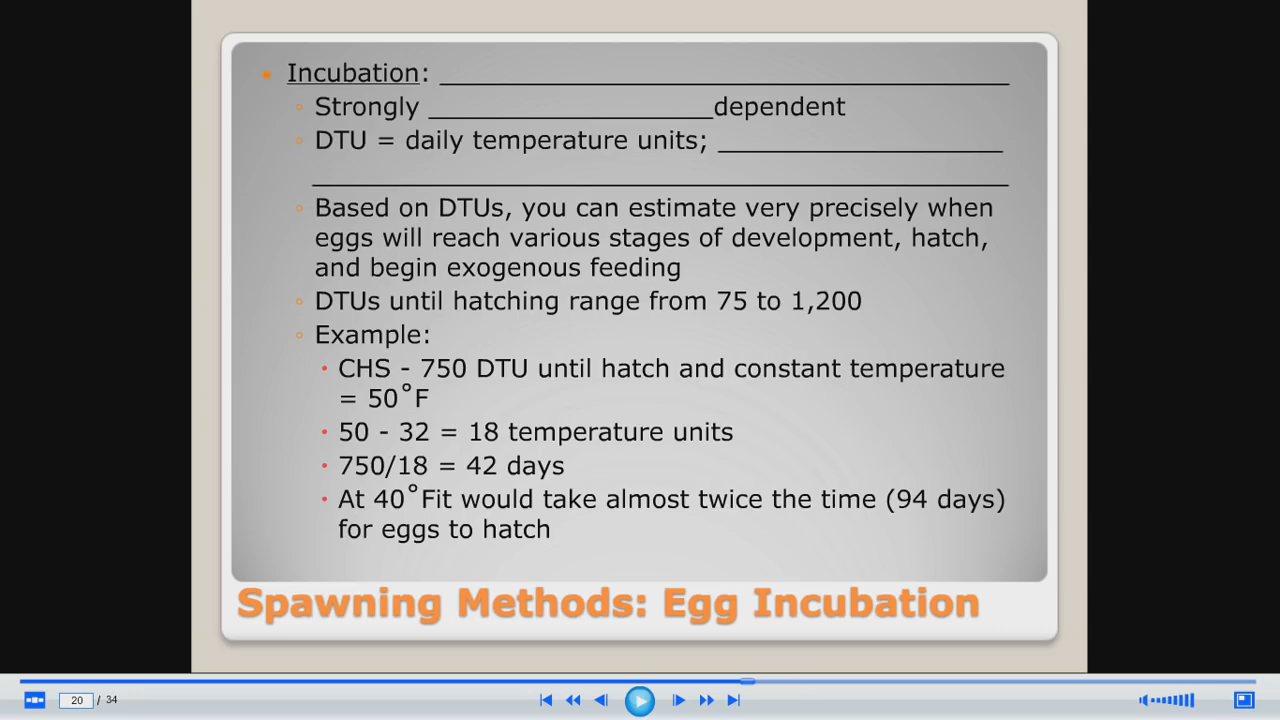 Incubation: ________________________________________
Strongly ____________________dependent
DTU = daily temperature units; ____________________
_________________________________________________
Based on DTUs, you can estimate very precisely when
eggs will reach various stages of development, hatch,
and begin exogenous feeding
DTUs until hatching range from 75 to 1,200
Example:
CHS - 750 DTU until hatch and constant temperature
= 50˚F
50 - 32 = 18 temperature units
750/18 = 42 days
At 40˚Fit would take almost twice the time (94 days)
for eggs to hatch
Spawning Methods: Egg Incubation
20 / 34